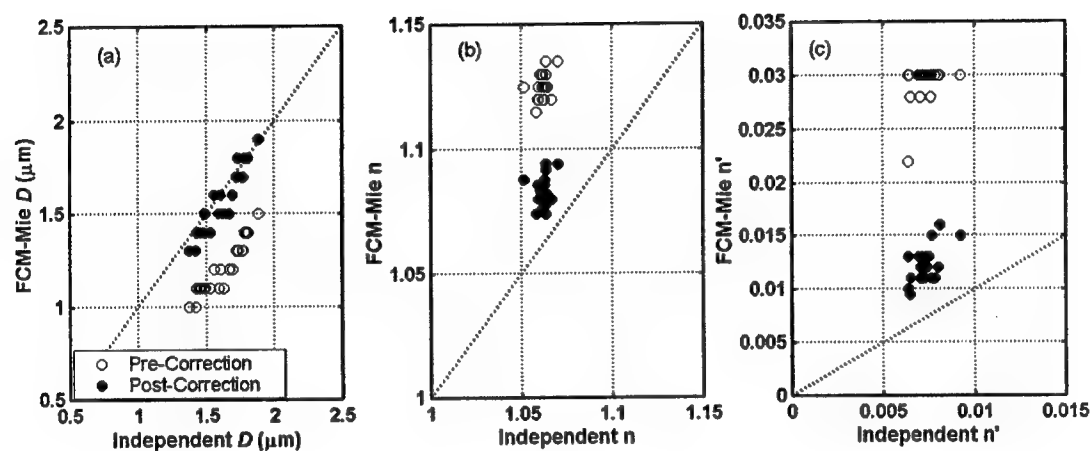 (a)
FCM-Mie D (μm)
2.5
2
1.5
1
0.5
Pre-Correction
Post-Correction
0.5 1 1.5 2 2.5
Independent D (μm)
(b)
FCM-Mie n
1.15
1.1
1.05
1
1 1.05 1.1 1.15
Independent n
(c)
FCM-Mie n'
0.035
0.03
0.025
0.02
0.015
0.01
0.005
0
0 0.005 0.01 0.015
Independent n'